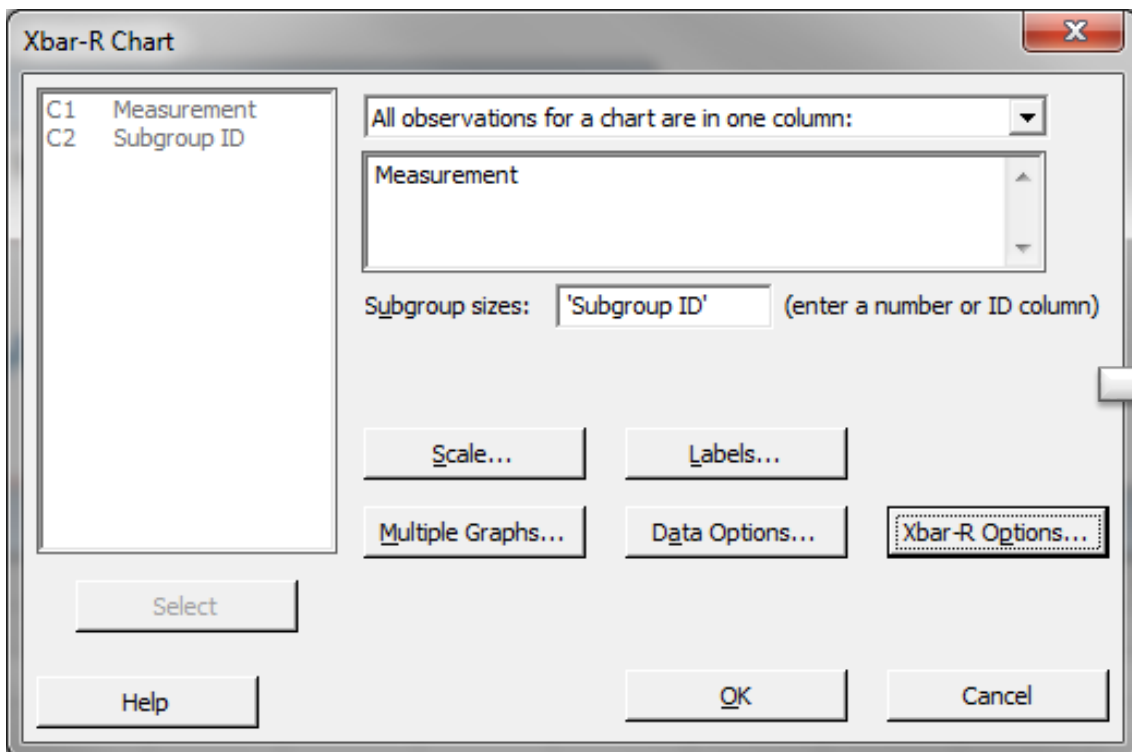 Xbar-R Chart
C1 Measurement
C2 Subgroup ID
All observations for a chart are in one column:
Measurement
Subgroup sizes: 'Subgroup ID' (enter a number or ID column)
Scale... Labels...
Multiple Graphs... Data Options... Xbar-R Options...
Select
Help OK Cancel